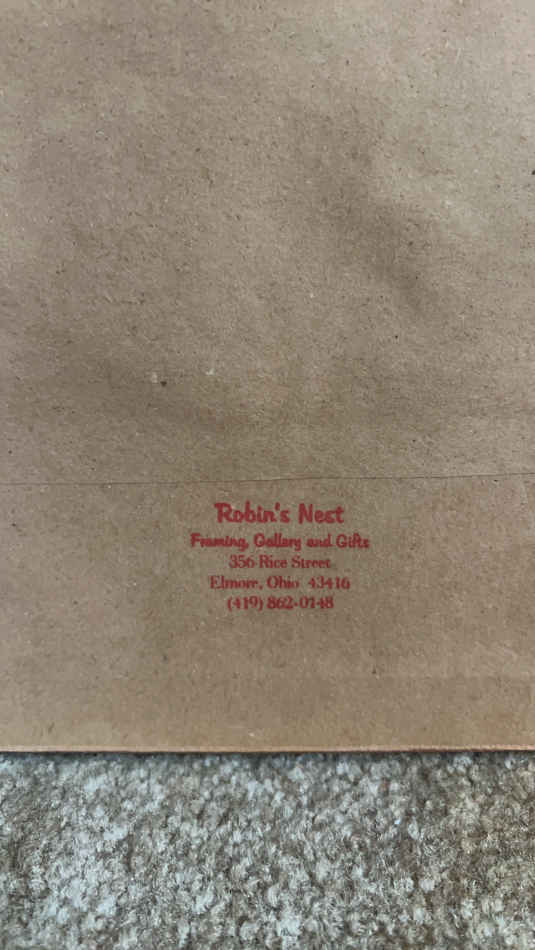 Robin's Nest
Framing, Gallery and Gifts
356 Rice Street
Elmore, Ohio 43416
(419) 862-0148